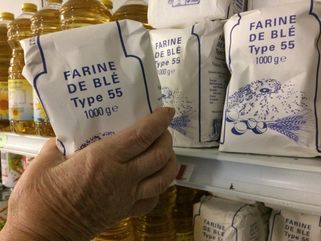 FARINE
DE BLÉ
Type 55
1000 g e
FARINE
DE BLÉ
Type 55
1000 g e
FARINE DE BLÉ
Type 55
1000 g